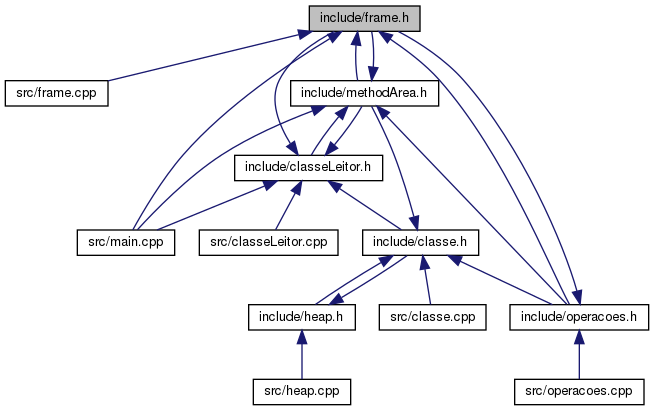 include/frame.h
src/frame.cpp
include/methodArea.h
include/classeLeitor.h
src/main.cpp
src/classeLeitor.cpp
include/classe.h
include/heap.h
src/classe.cpp
include/operacoes.h
src/heap.cpp
src/operacoes.cpp